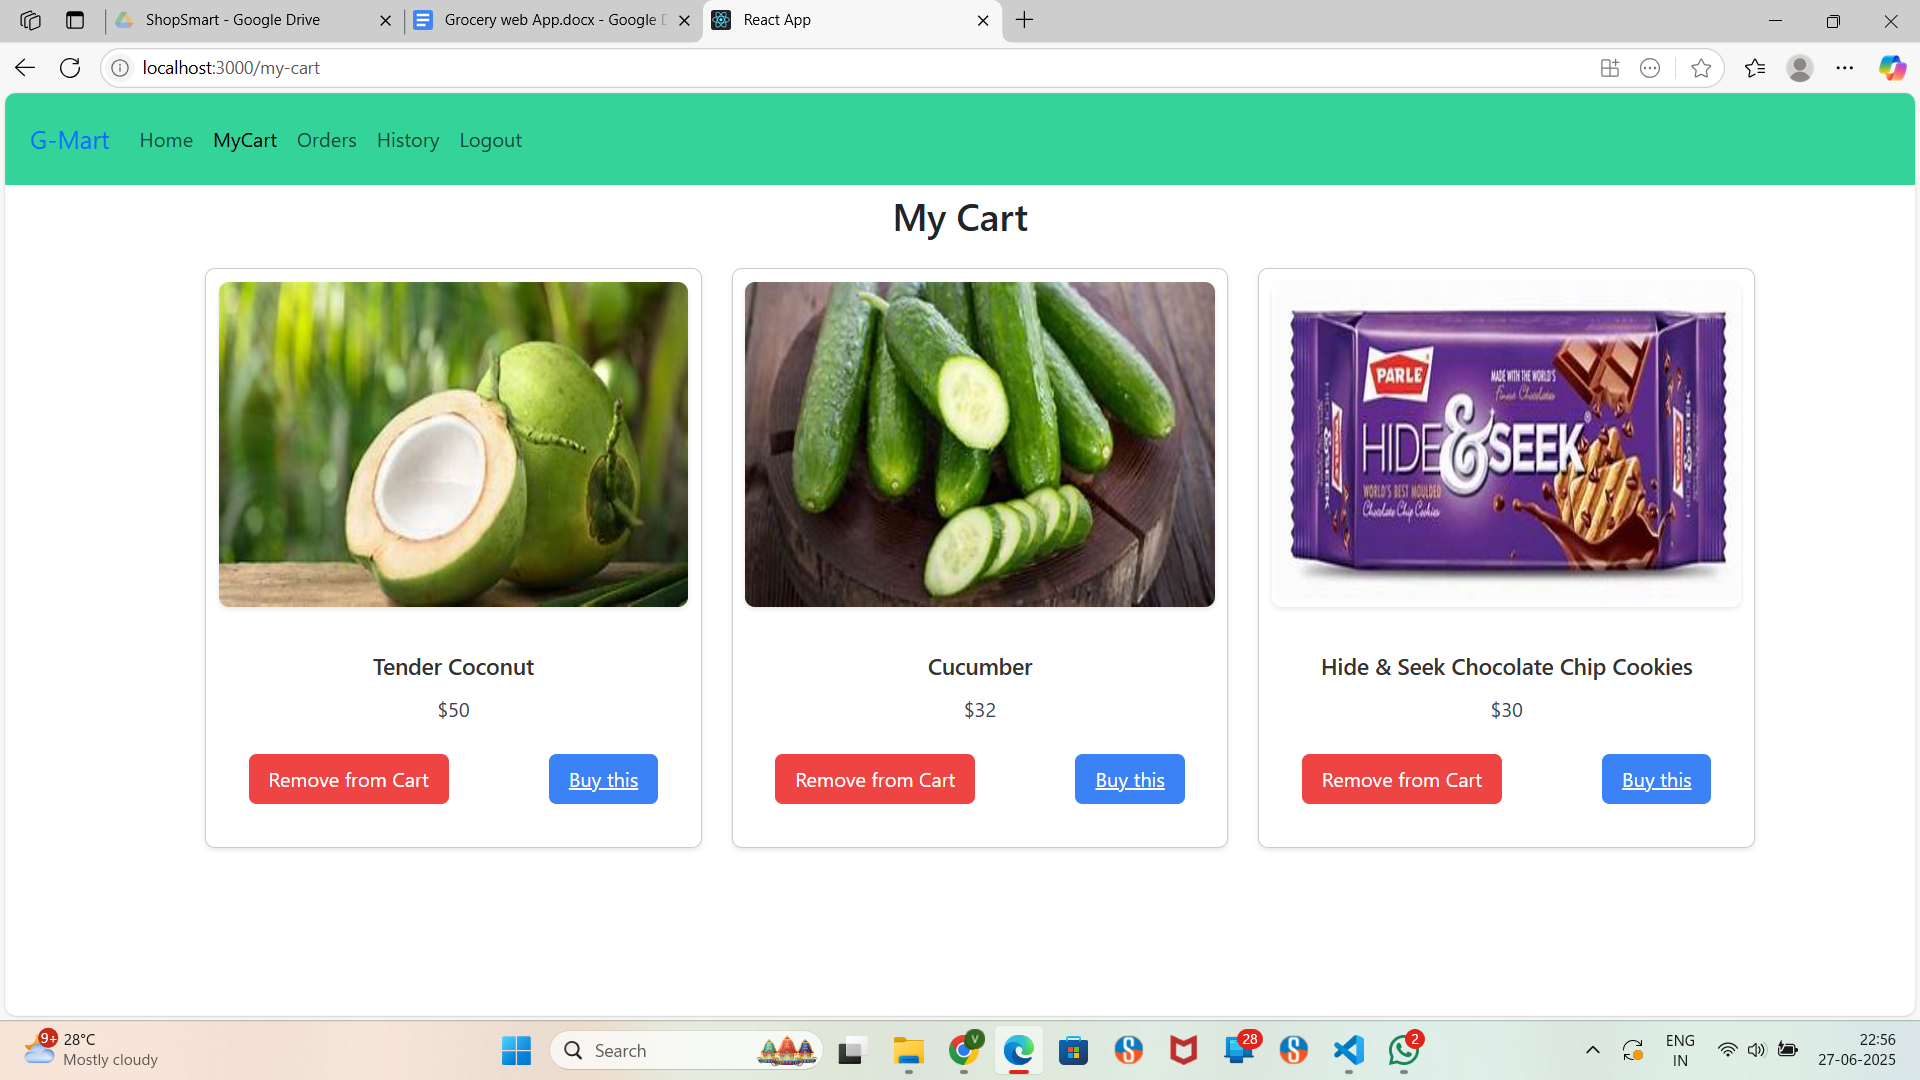 ShopSmart - Google Drive
Grocery web App.docx - Google D
React App
localhost:3000/my-cart
G-Mart
Home
MyCart
Orders
History
Logout
My Cart
PARLE
MADE WITH THE WORLD'S
Finest Chocolates
HIDE & SEEK
WORLD'S BEST MOULDED
Chocolate Chip Cookies
Tender Coconut
Cucumber
Hide & Seek Chocolate Chip Cookies
$50
$32
$30
Remove from Cart
Buy this
Remove from Cart
Buy this
Remove from Cart
Buy this
9+
28°C
Mostly cloudy
Search
V
28
2
ENG
IN
22:56
27-06-2025